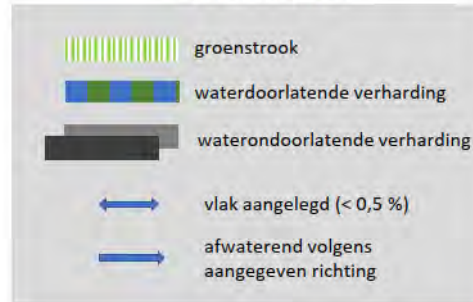 groenstrook
waterdoorlatende verharding
waterondoorlatende verharding
vlak aangelegd (< 0,5 %)
afwaterend volgens
aangegeven richting